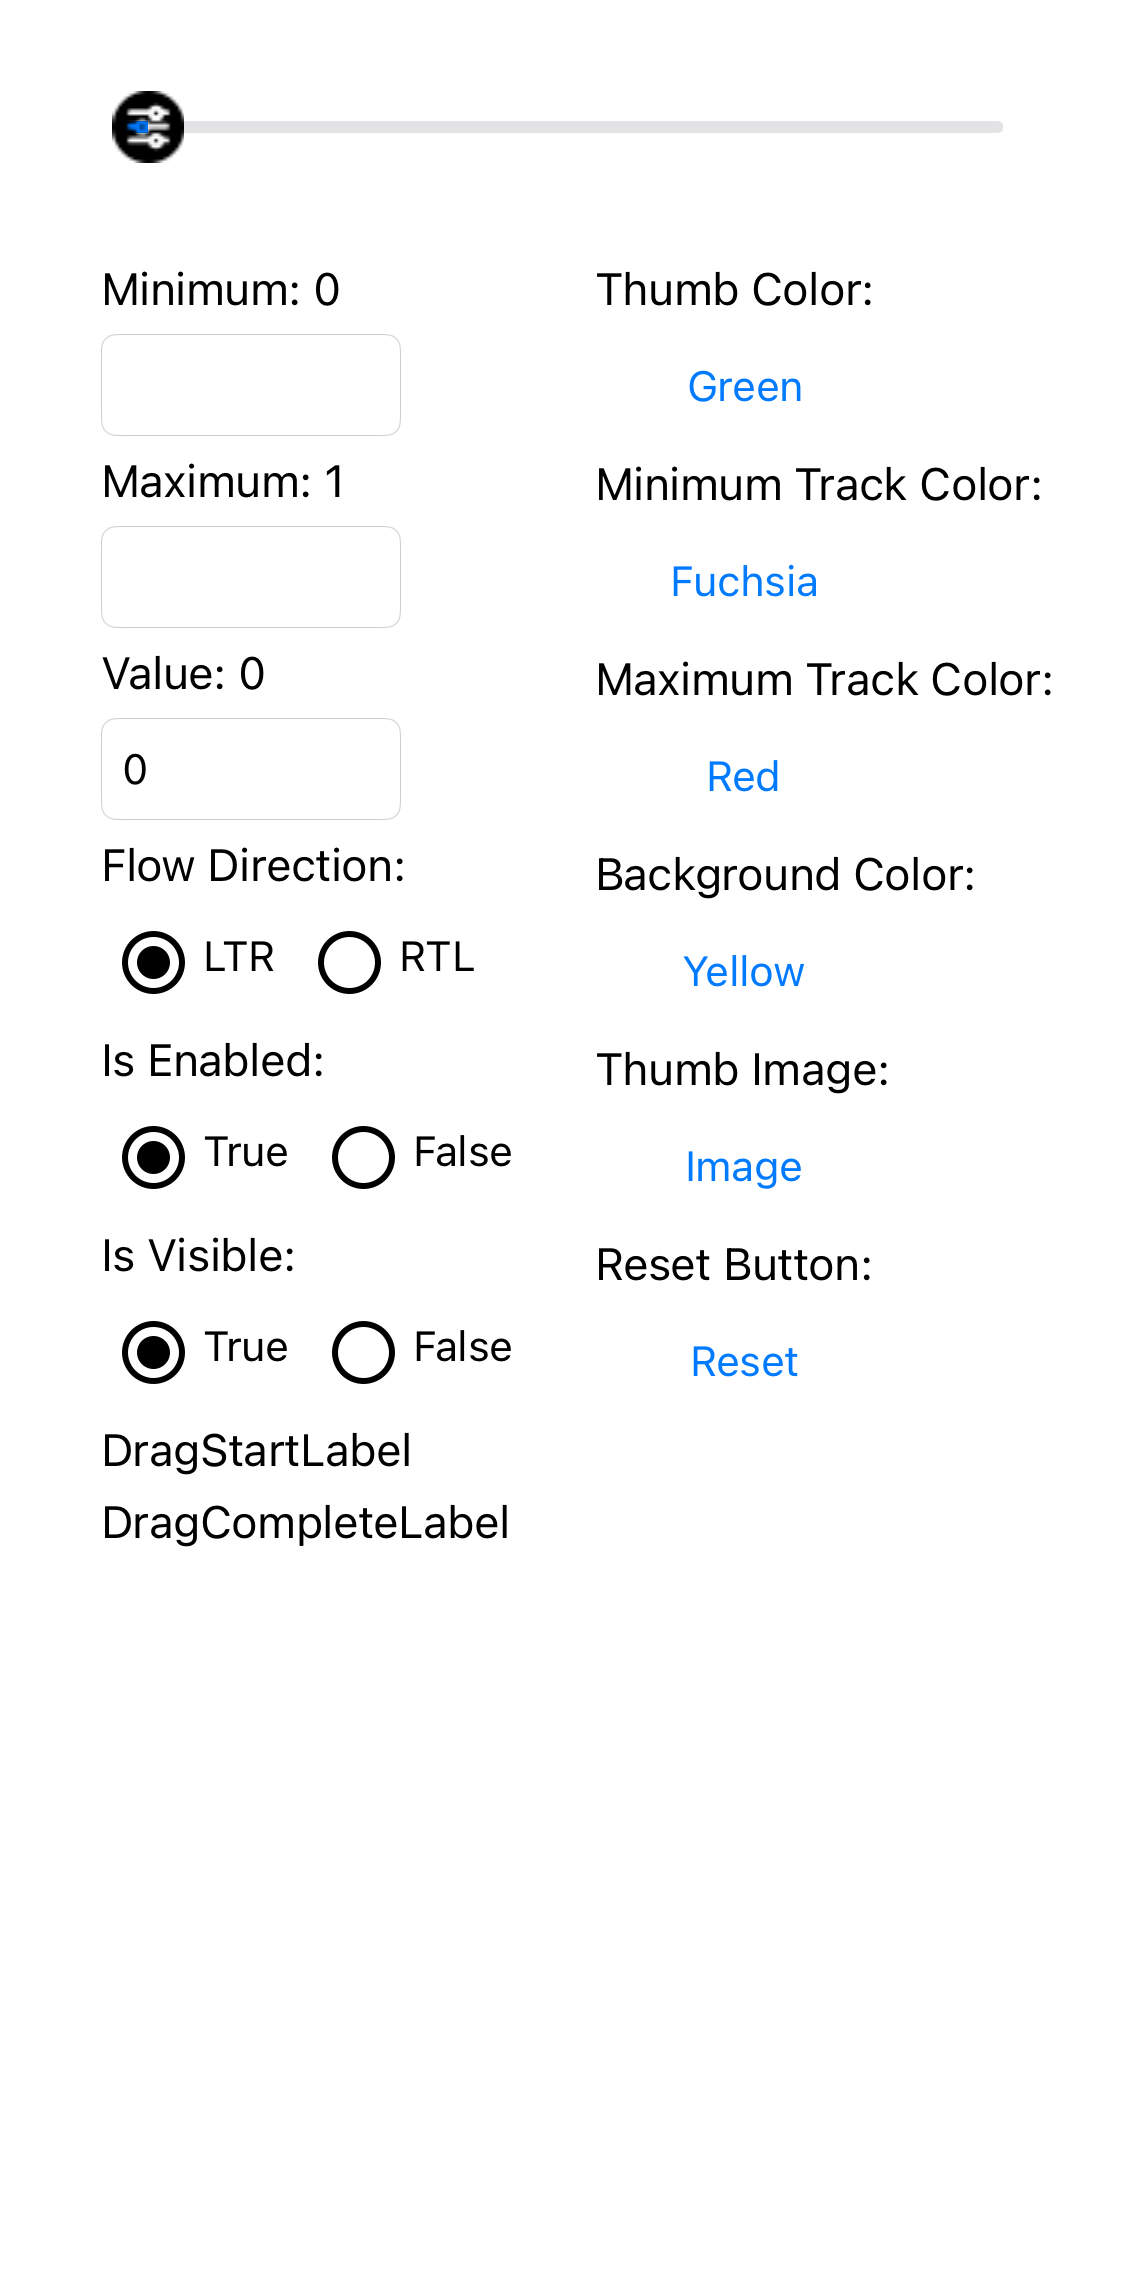 Minimum: 0
Maximum: 1
Value: 0
0
Flow Direction:
LTR RTL
Is Enabled:
True False
Is Visible:
True False
DragStartLabel
DragCompleteLabel
Thumb Color:
Green
Minimum Track Color:
Fuchsia
Maximum Track Color:
Red
Background Color:
Yellow
Thumb Image:
Image
Reset Button:
Reset